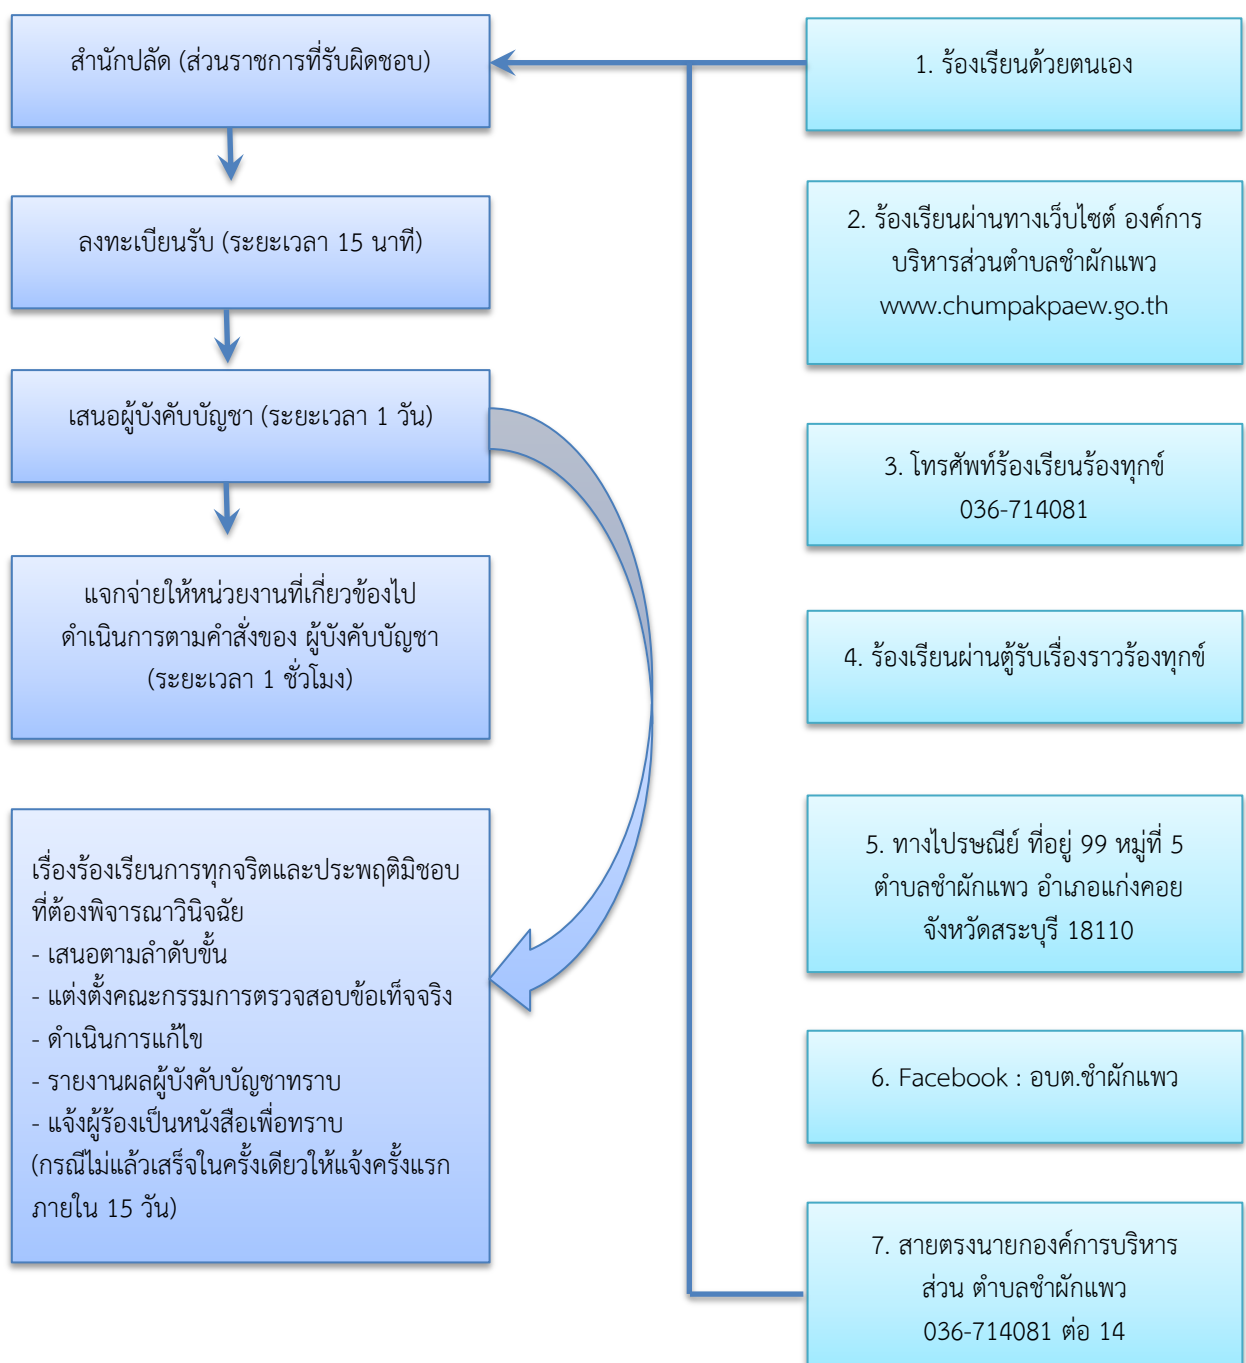 สำนักปลัด (ส่วนราชการที่รับผิดชอบ)
ลงทะเบียนรับ (ระยะเวลา 15 นาที)
เสนอผู้บังคับบัญชา (ระยะเวลา 1 วัน)
แจกจ่ายให้หน่วยงานที่เกี่ยวข้องไป
ดำเนินการตามคำสั่งของ ผู้บังคับบัญชา
(ระยะเวลา 1 ชั่วโมง)
เรื่องร้องเรียนการทุกจริตและประพฤติมิชอบ
ที่ต้องพิจารณาวินิจฉัย
- เสนอตามลำดับขั้น
- แต่งตั้งคณะกรรมการตรวจสอบข้อเท็จจริง
- ดำเนินการแก้ไข
- รายงานผลผู้บังคับบัญชาทราบ
- แจ้งผู้ร้องเป็นหนังสือเพื่อทราบ
(กรณีไม่แล้วเสร็จในครั้งเดียวให้แจ้งครั้งแรก
ภายใน 15 วัน)
1. ร้องเรียนด้วยตนเอง
2. ร้องเรียนผ่านทางเว็บไซต์ องค์การ
บริหารส่วนตำบลชำผักแพว
www.chumpakpaew.go.th
3. โทรศัพท์ร้องเรียนร้องทุกข์
036-714081
4. ร้องเรียนผ่านตู้รับเรื่องราวร้องทุกข์
5. ทางไปรษณีย์ ที่อยู่ 99 หมู่ที่ 5
ตำบลชำผักแพว อำเภอแก่งคอย
จังหวัดสระบุรี 18110
6. Facebook : อบต.ชำผักแพว
7. สายตรงนายกองค์การบริหาร
ส่วน ตำบลชำผักแพว
036-714081 ต่อ 14